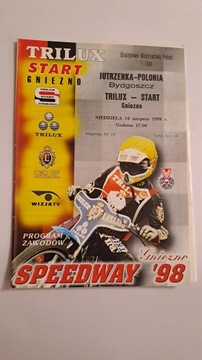 TRILUX
START
GNIEZNO
TRILUX
WIZJA TV
PROGRAM
ZAWODÓW
Drużynowe Mistrzostwa Polski
I Liga
JUTRZENKA-POLONIA
Bydgoszcz
TRILUX - START
Gniezno
NIEDZIELA 16 sierpnia 1998 r.
Godzina 17.00
Gniezno
SPEEDWAY '98